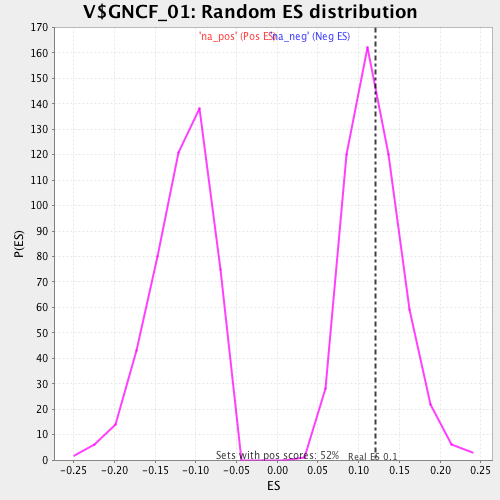 V$GNCF_01: Random ES distribution
'na_pos' (Pos ES) 'na_neg' (Neg ES)
170
160
150
140
130
120
110
100
90
80
70
60
50
40
30
20
10
0
P(ES)
Sets with pos scores: 52%
Real ES 0.1
-0.25 -0.20 -0.15 -0.10 -0.05 0.00 0.05 0.10 0.15 0.20 0.25
ES